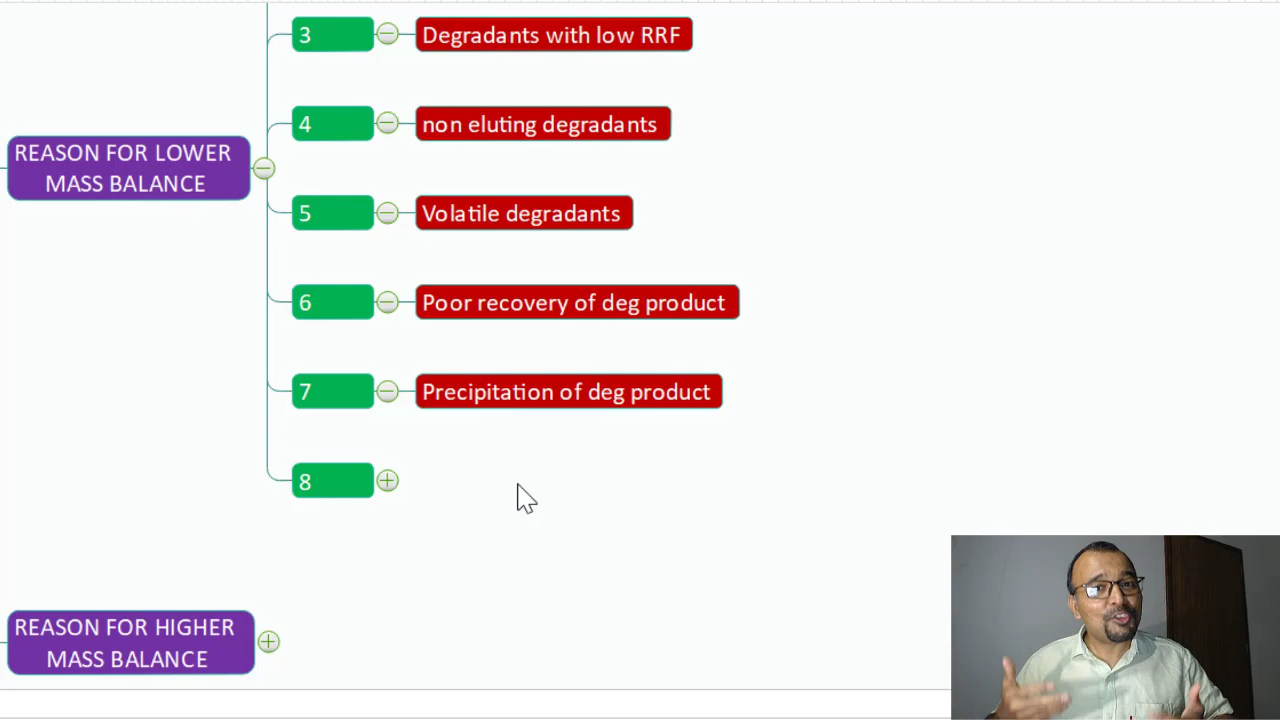 3
Degradants with low RRF
4
non eluting degradants
REASON FOR LOWER
MASS BALANCE
5
Volatile degradants
6
Poor recovery of deg product
7
Precipitation of deg product
8
REASON FOR HIGHER
MASS BALANCE